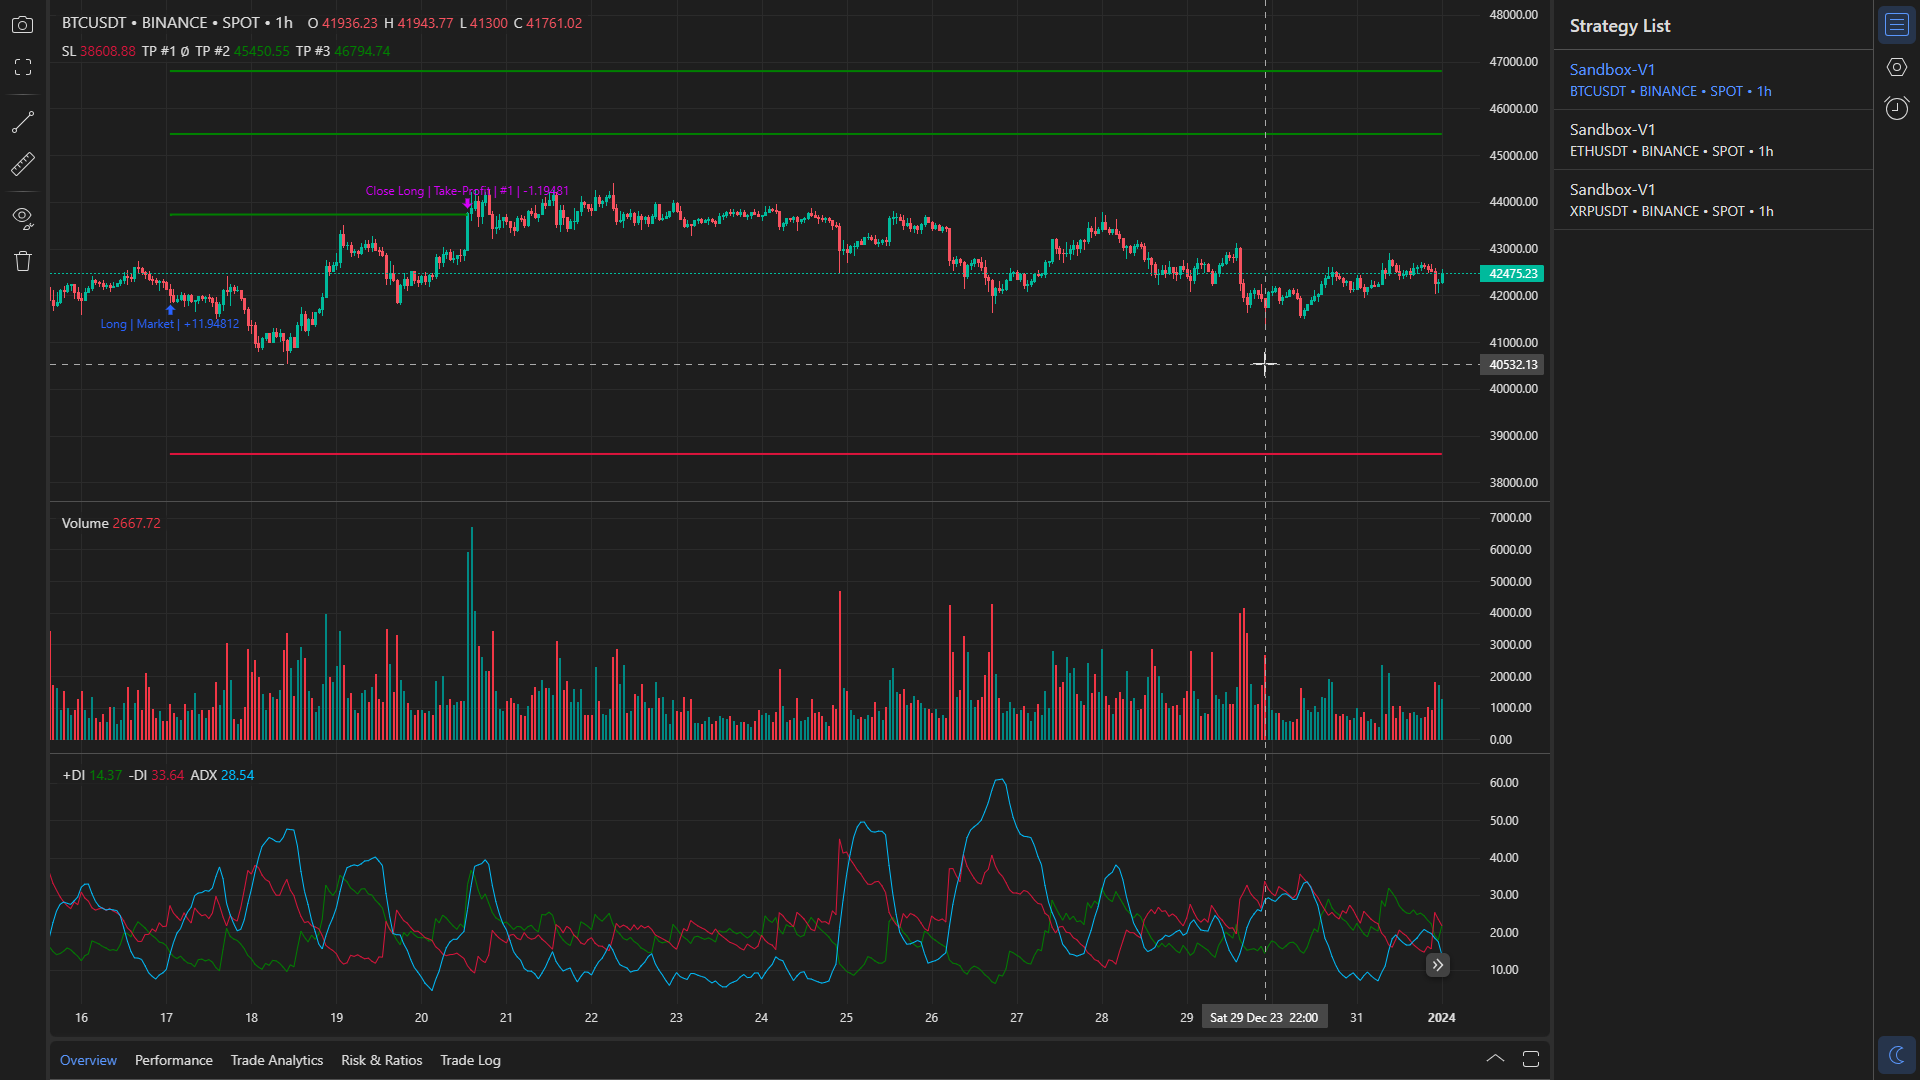 BTCUSDT • BINANCE • SPOT • 1h O 41936.23 H 41943.77 L 41300 C 41761.02
SL 38608.88 TP #1 Ø TP #2 45450.55 TP #3 46794.74
48000.00
47000.00
46000.00
45000.00
44000.00
43000.00
42475.23
42000.00
41000.00
40532.13
40000.00
39000.00
38000.00
Close Long | Take-Profit | #1 | -1.19481
Long | Market | +11.94812
Volume 2667.72
7000.00
6000.00
5000.00
4000.00
3000.00
2000.00
1000.00
0.00
+DI 14.37 -DI 33.64 ADX 28.54
60.00
50.00
40.00
30.00
20.00
10.00
16 17 18 19 20 21 22 23 24 25 26 27 28 29 Sat 29 Dec 23 22:00 31 2024
Overview Performance Trade Analytics Risk & Ratios Trade Log
Strategy List
Sandbox-V1
BTCUSDT • BINANCE • SPOT • 1h
Sandbox-V1
ETHUSDT • BINANCE • SPOT • 1h
Sandbox-V1
XRPUSDT • BINANCE • SPOT • 1h